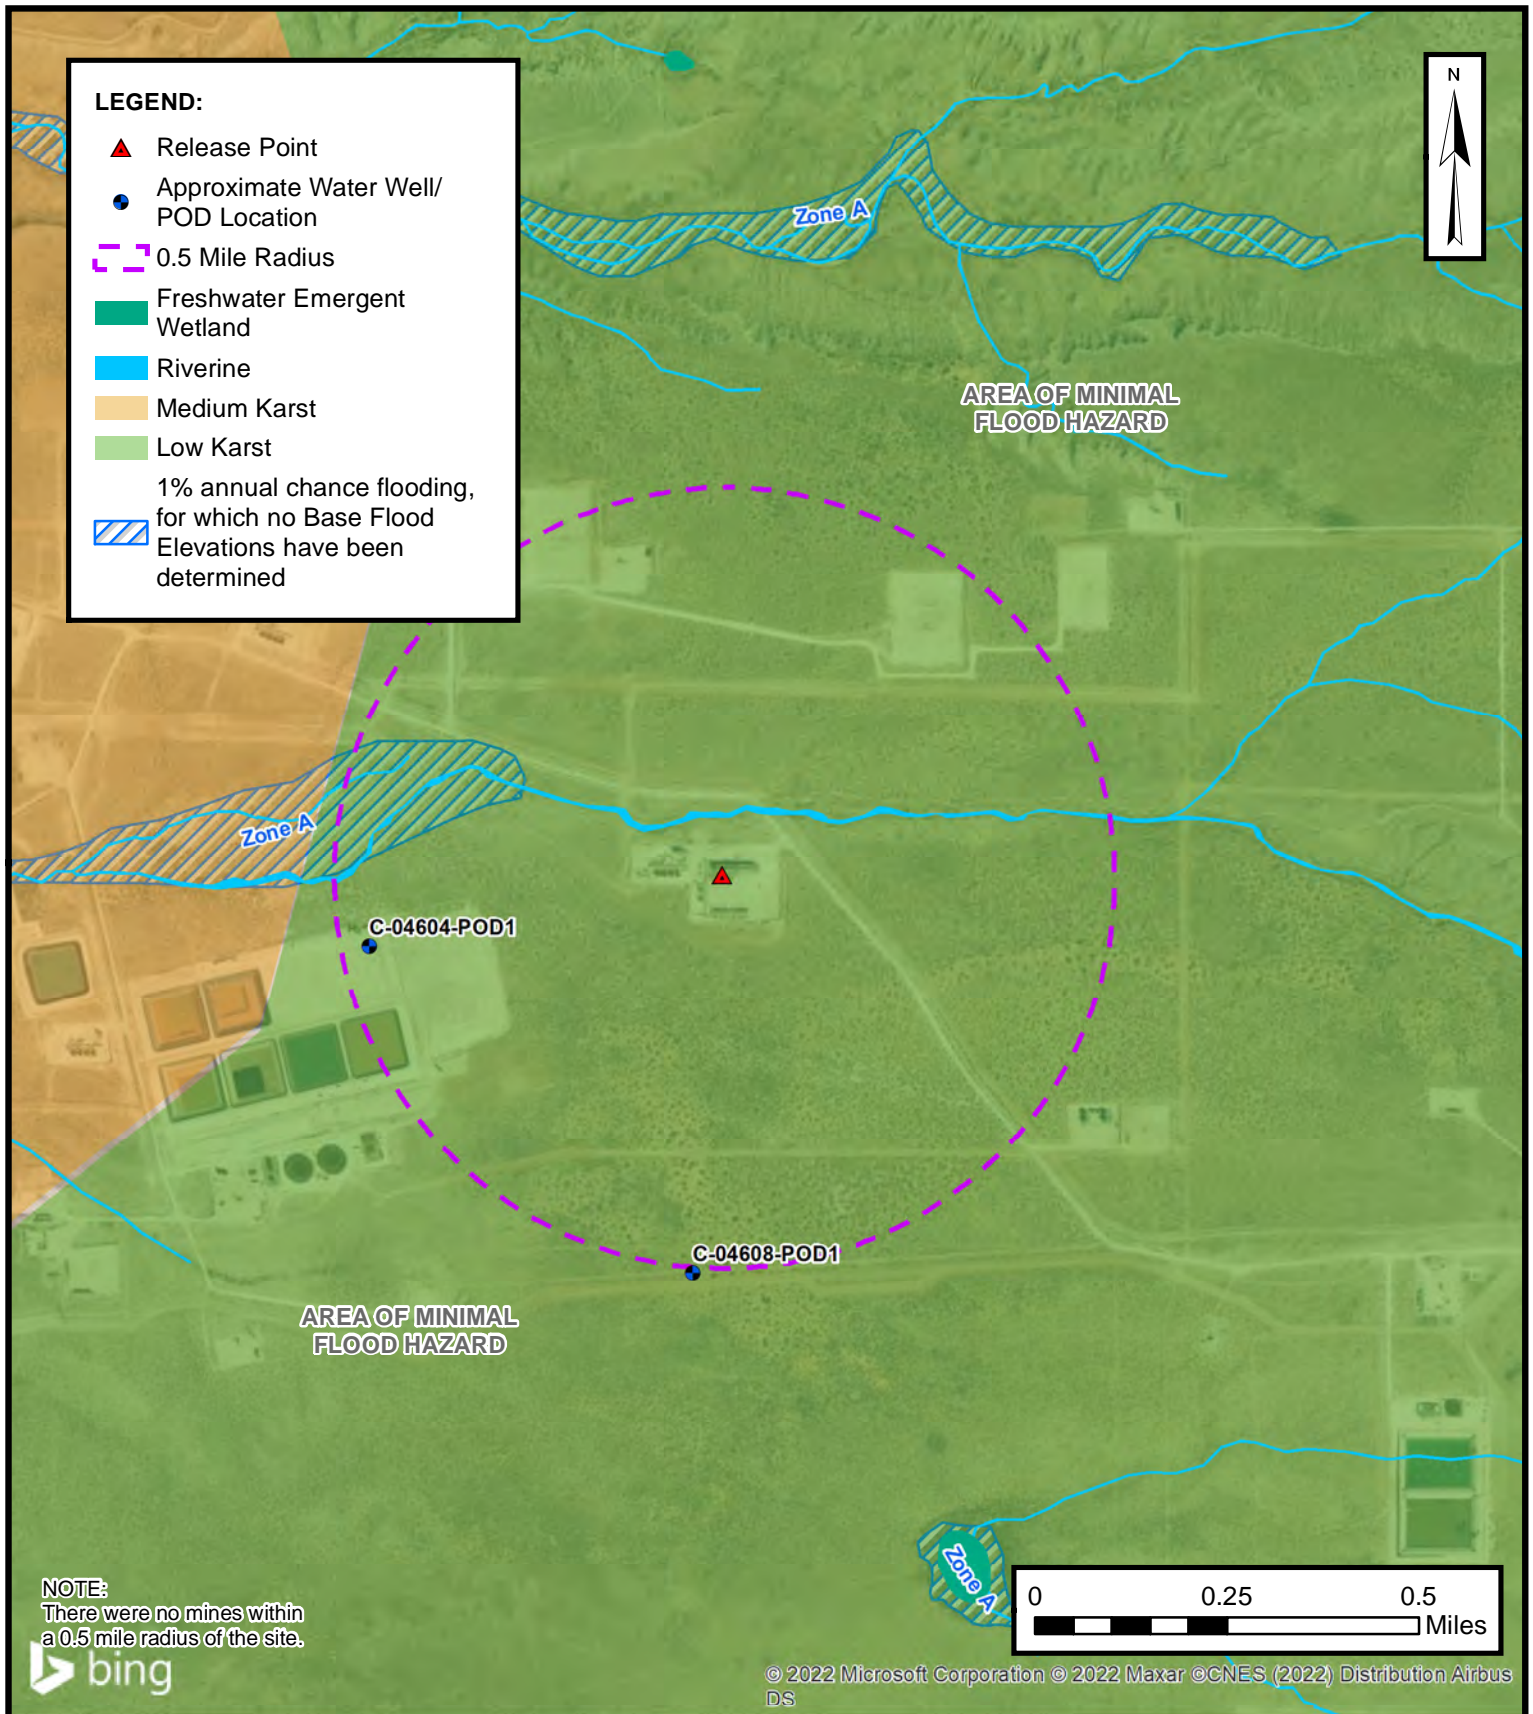 LEGEND:
Release Point
Approximate Water Well/
POD Location
0.5 Mile Radius
Freshwater Emergent
Wetland
Riverine
Medium Karst
Low Karst
1% annual chance flooding,
for which no Base Flood
Elevations have been
determined
N
Zone A
AREA OF MINIMAL
FLOOD HAZARD
Zone A
C-04604-POD1
C-04608-POD1
AREA OF MINIMAL
FLOOD HAZARD
Zone A
NOTE:
There were no mines within
a 0.5 mile radius of the site.
bing
0 0.25 0.5
Miles
© 2022 Microsoft Corporation © 2022 Maxar ©CNES (2022) Distribution Airbus
DS